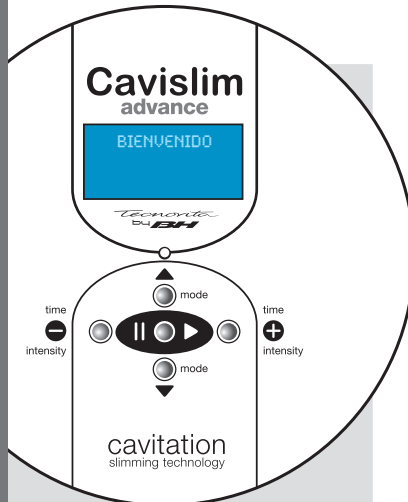 Cavislim
advance
BIENVENIDO
Tecnovita
by BH
mode
time
intensity
time
intensity
mode
cavitation
slimming technology